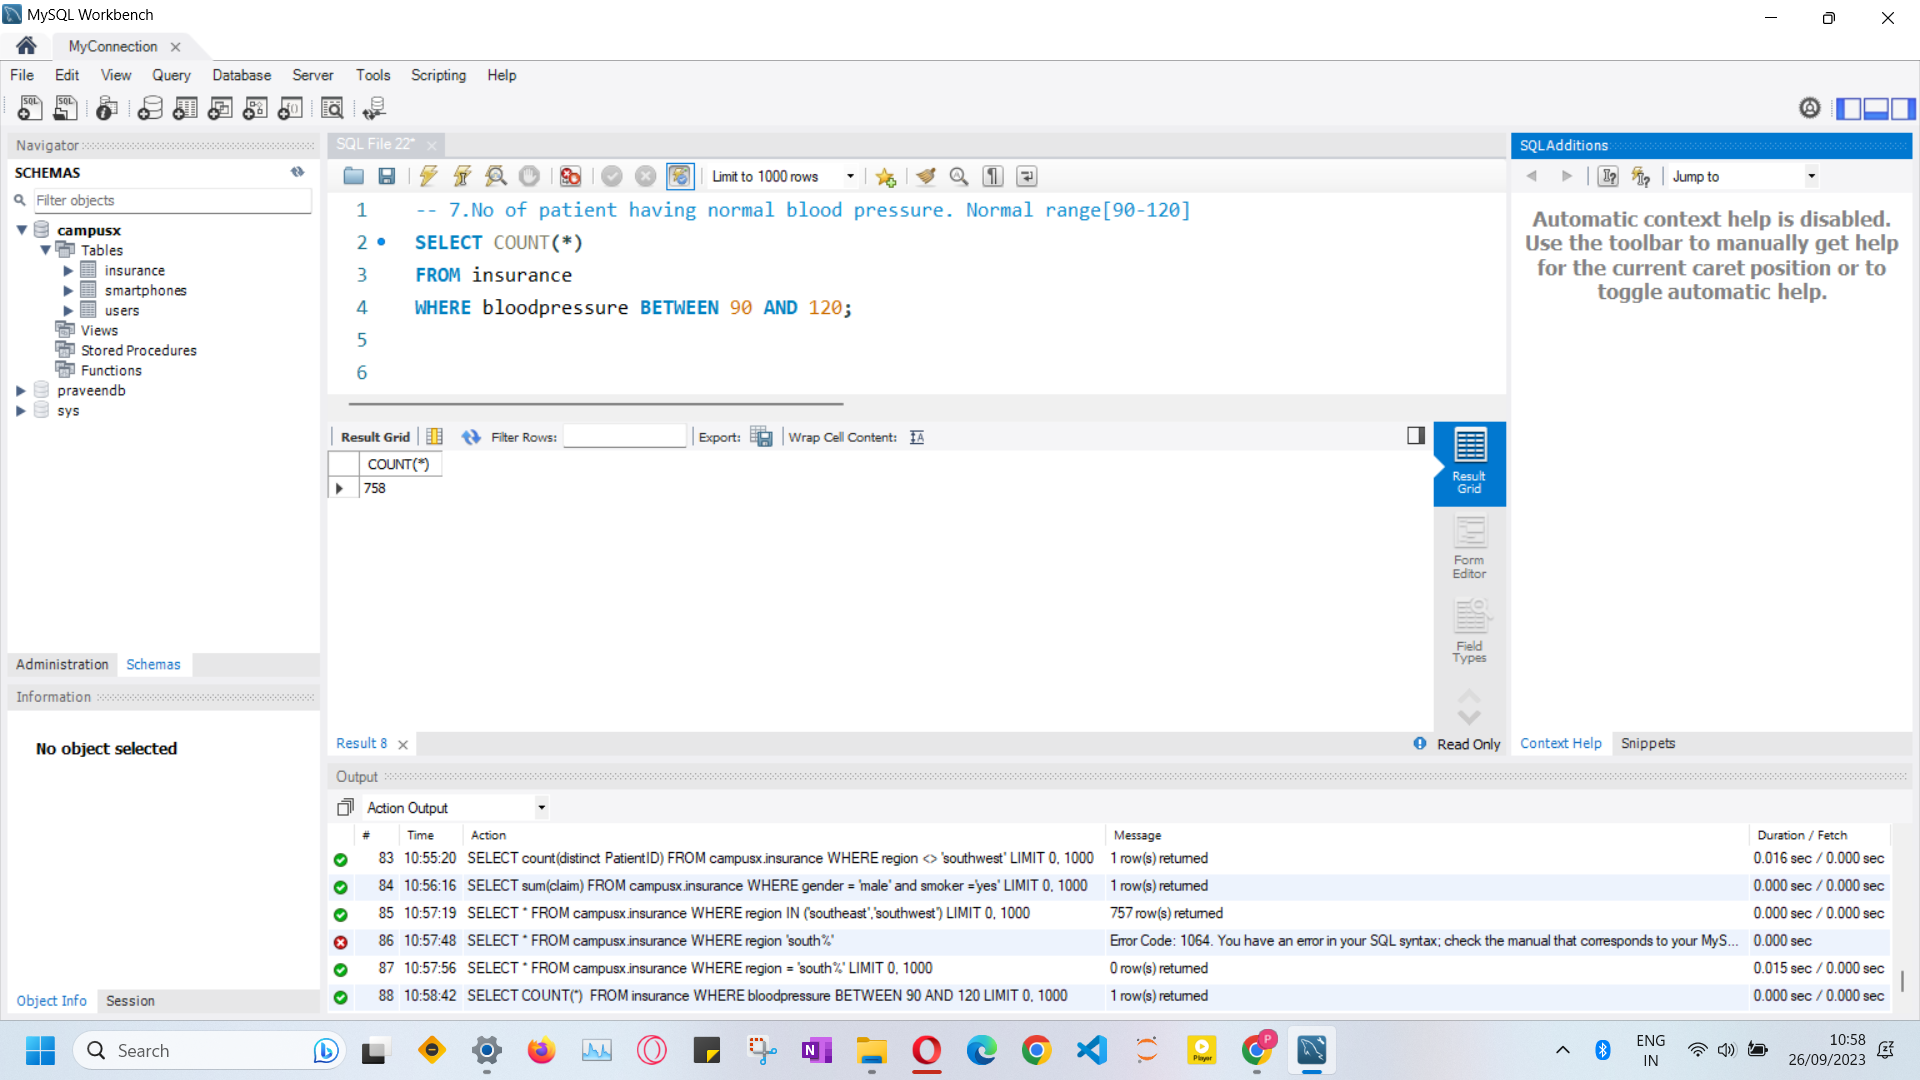 MySQL Workbench
MyConnection
File Edit View Query Database Server Tools Scripting Help
Navigator
SCHEMAS
Filter objects
campusx
Tables
insurance
smartphones
users
Views
Stored Procedures
Functions
praveendb
sys
Administration Schemas
Information
No object selected
Object Info Session
SQL File 22*
Limit to 1000 rows
1 -- 7.No of patient having normal blood pressure. Normal range[90-120]
2 SELECT COUNT(*)
3 FROM insurance
4 WHERE bloodpressure BETWEEN 90 AND 120;
5
6
Result Grid Filter Rows: Export: Wrap Cell Content:
COUNT(*)
758
Result Grid
Form Editor
Field Types
Result 8 Read Only
SQLAdditions
Jump to
Automatic context help is disabled.
Use the toolbar to manually get help
for the current caret position or to
toggle automatic help.
Context Help Snippets
Output
Action Output
# Time Action Message Duration / Fetch
83 10:55:20 SELECT count(distinct PatientID) FROM campusx.insurance WHERE region <> 'southwest' LIMIT 0, 1000 1 row(s) returned 0.016 sec / 0.000 sec
84 10:56:16 SELECT sum(claim) FROM campusx.insurance WHERE gender = 'male' and smoker ='yes' LIMIT 0, 1000 1 row(s) returned 0.000 sec / 0.000 sec
85 10:57:19 SELECT * FROM campusx.insurance WHERE region IN ('southeast','southwest') LIMIT 0, 1000 757 row(s) returned 0.000 sec / 0.000 sec
86 10:57:48 SELECT * FROM campusx.insurance WHERE region 'south%' Error Code: 1064. You have an error in your SQL syntax; check the manual that corresponds to your MyS... 0.000 sec
87 10:57:56 SELECT * FROM campusx.insurance WHERE region = 'south%' LIMIT 0, 1000 0 row(s) returned 0.015 sec / 0.000 sec
88 10:58:42 SELECT COUNT(*) FROM insurance WHERE bloodpressure BETWEEN 90 AND 120 LIMIT 0, 1000 1 row(s) returned 0.000 sec / 0.000 sec
Search
Player
P
ENG
IN
10:58
26/09/2023